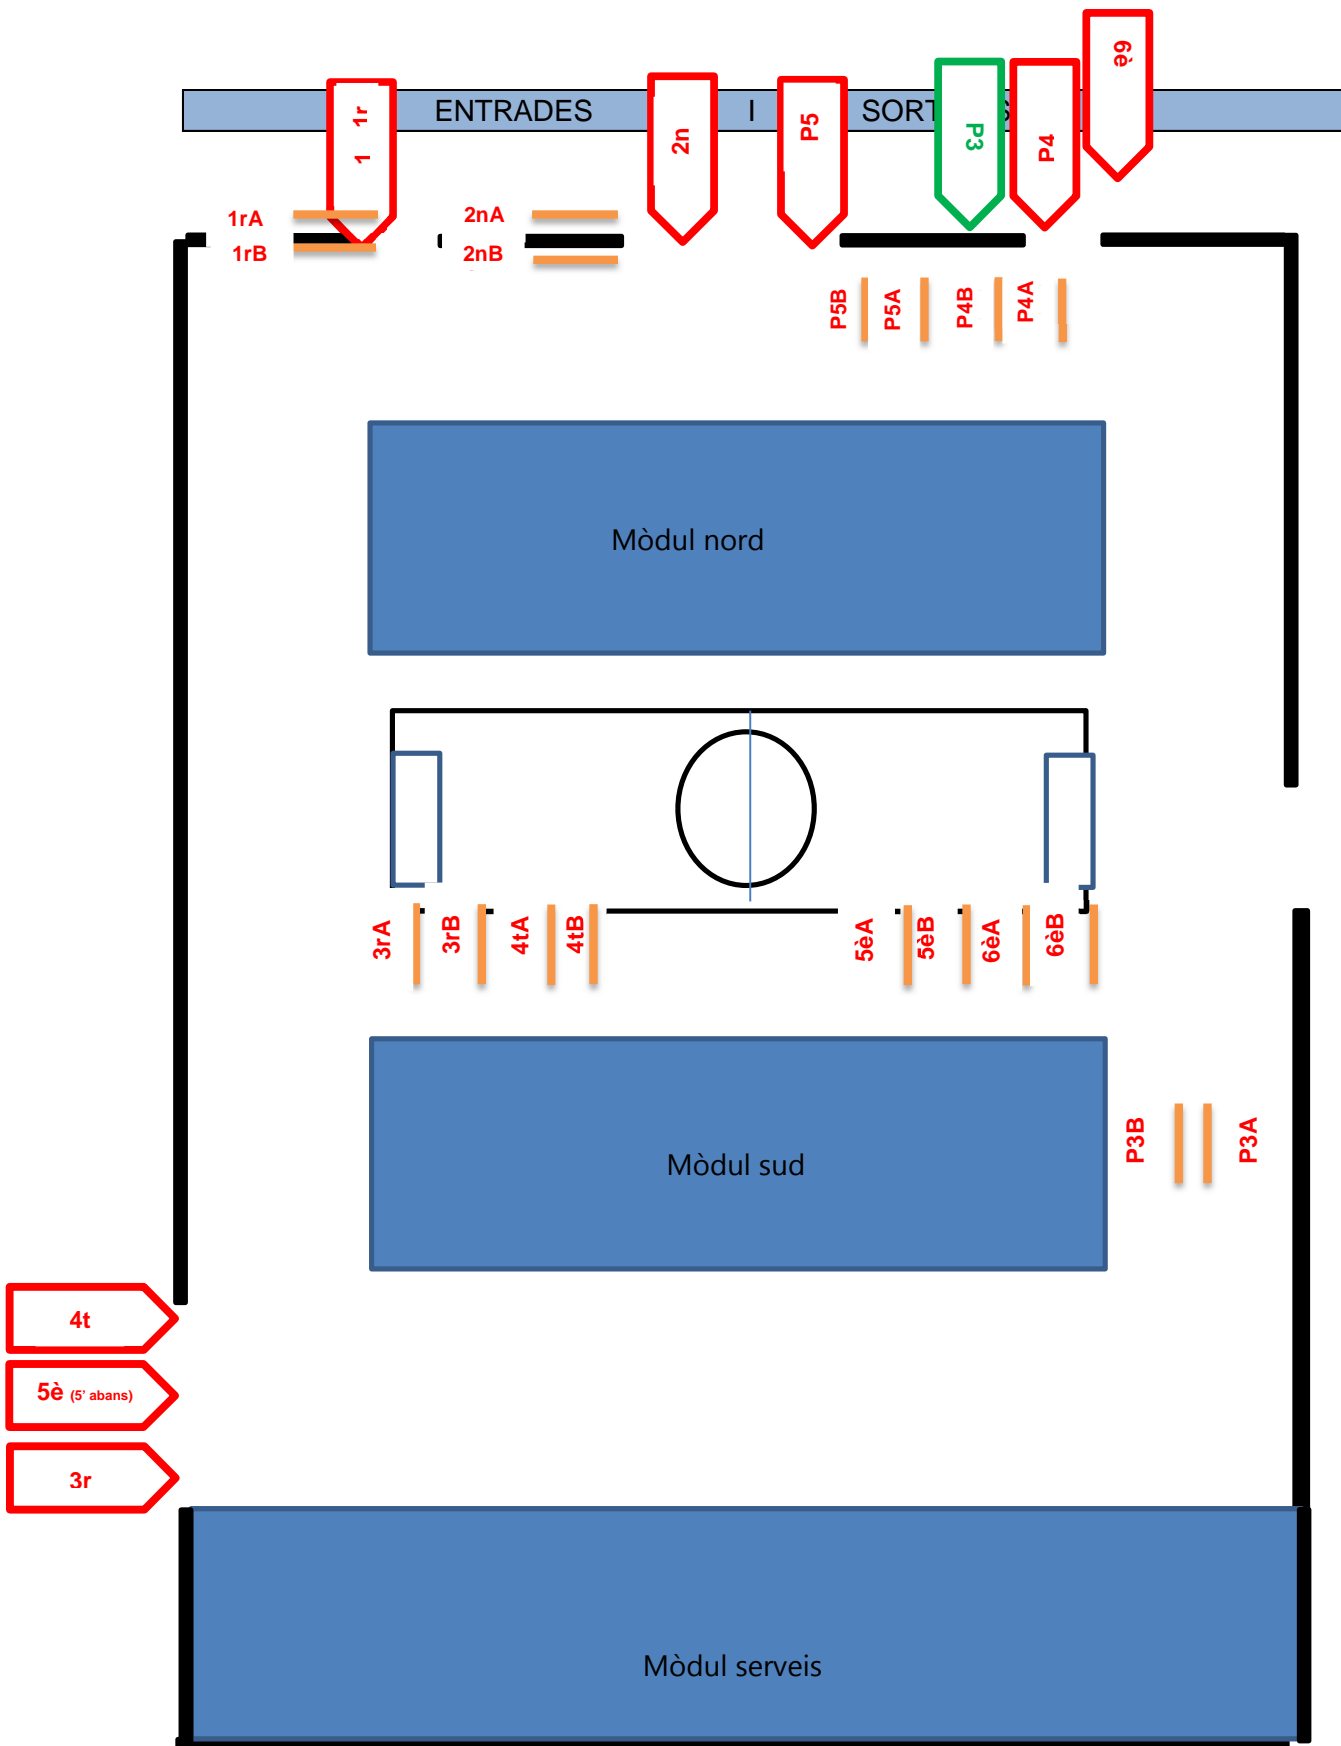 6è
ENTRADES I SORT
1 1r
2n
P5
P3
P4
1rA
2nA
1rB
2nB
P5B
P5A
P4B
P4A
Mòdul nord
3rA
3rB
4tA
4tB
5èA
5èB
6èA
6èB
P3B
P3A
Mòdul sud
4t
5è (5' abans)
3r
Mòdul serveis